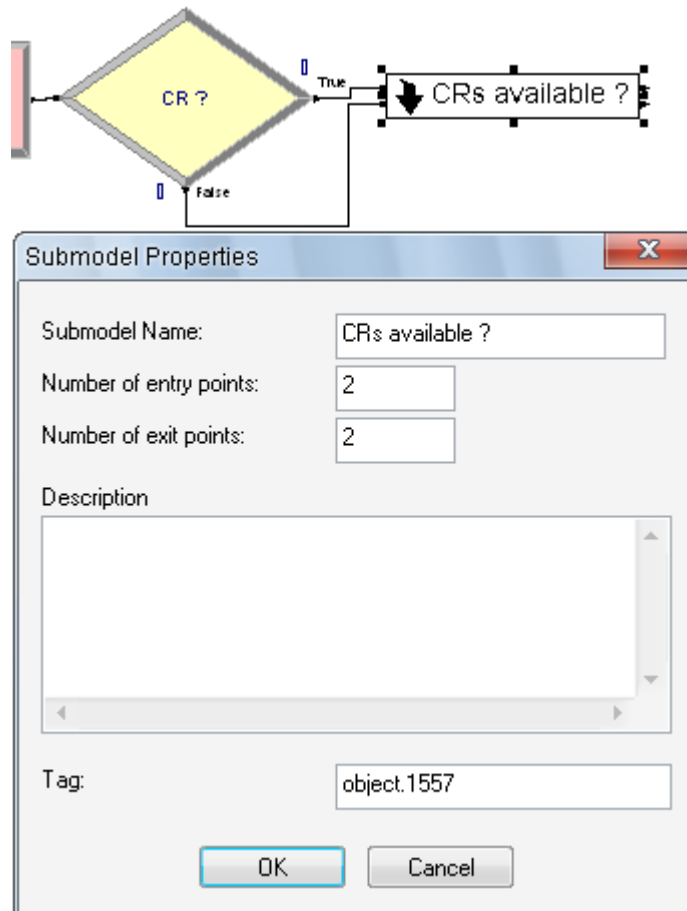 CR ?
True
CRs available ?
False
Submodel Properties
Submodel Name:
CRs available ?
Number of entry points:
2
Number of exit points:
2
Description
Tag:
object.1557
OK
Cancel